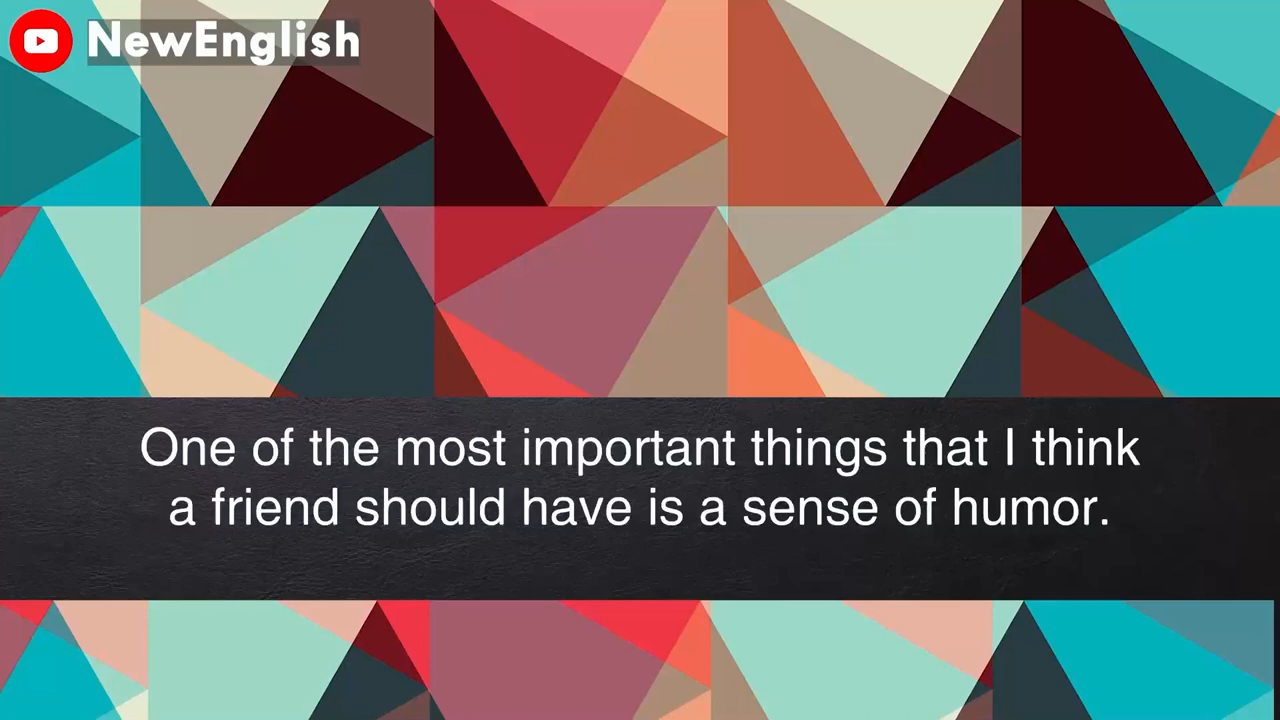 NewEnglish
One of the most important things that I think
a friend should have is a sense of humor.